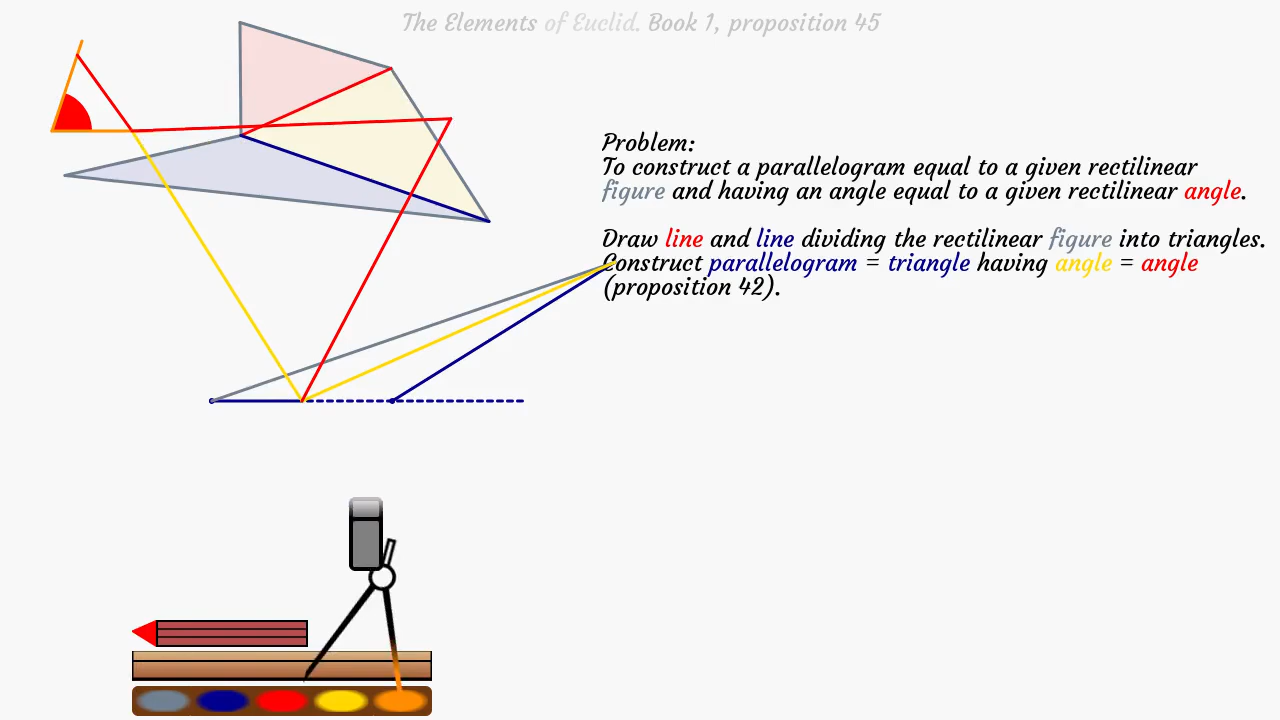 The Elements of Euclid. Book 1, proposition 45
Problem:
To construct a parallelogram equal to a given rectilinear
figure and having an angle equal to a given rectilinear angle.
Draw line and line dividing the rectilinear figure into triangles.
Construct parallelogram = triangle having angle = angle
(proposition 42).